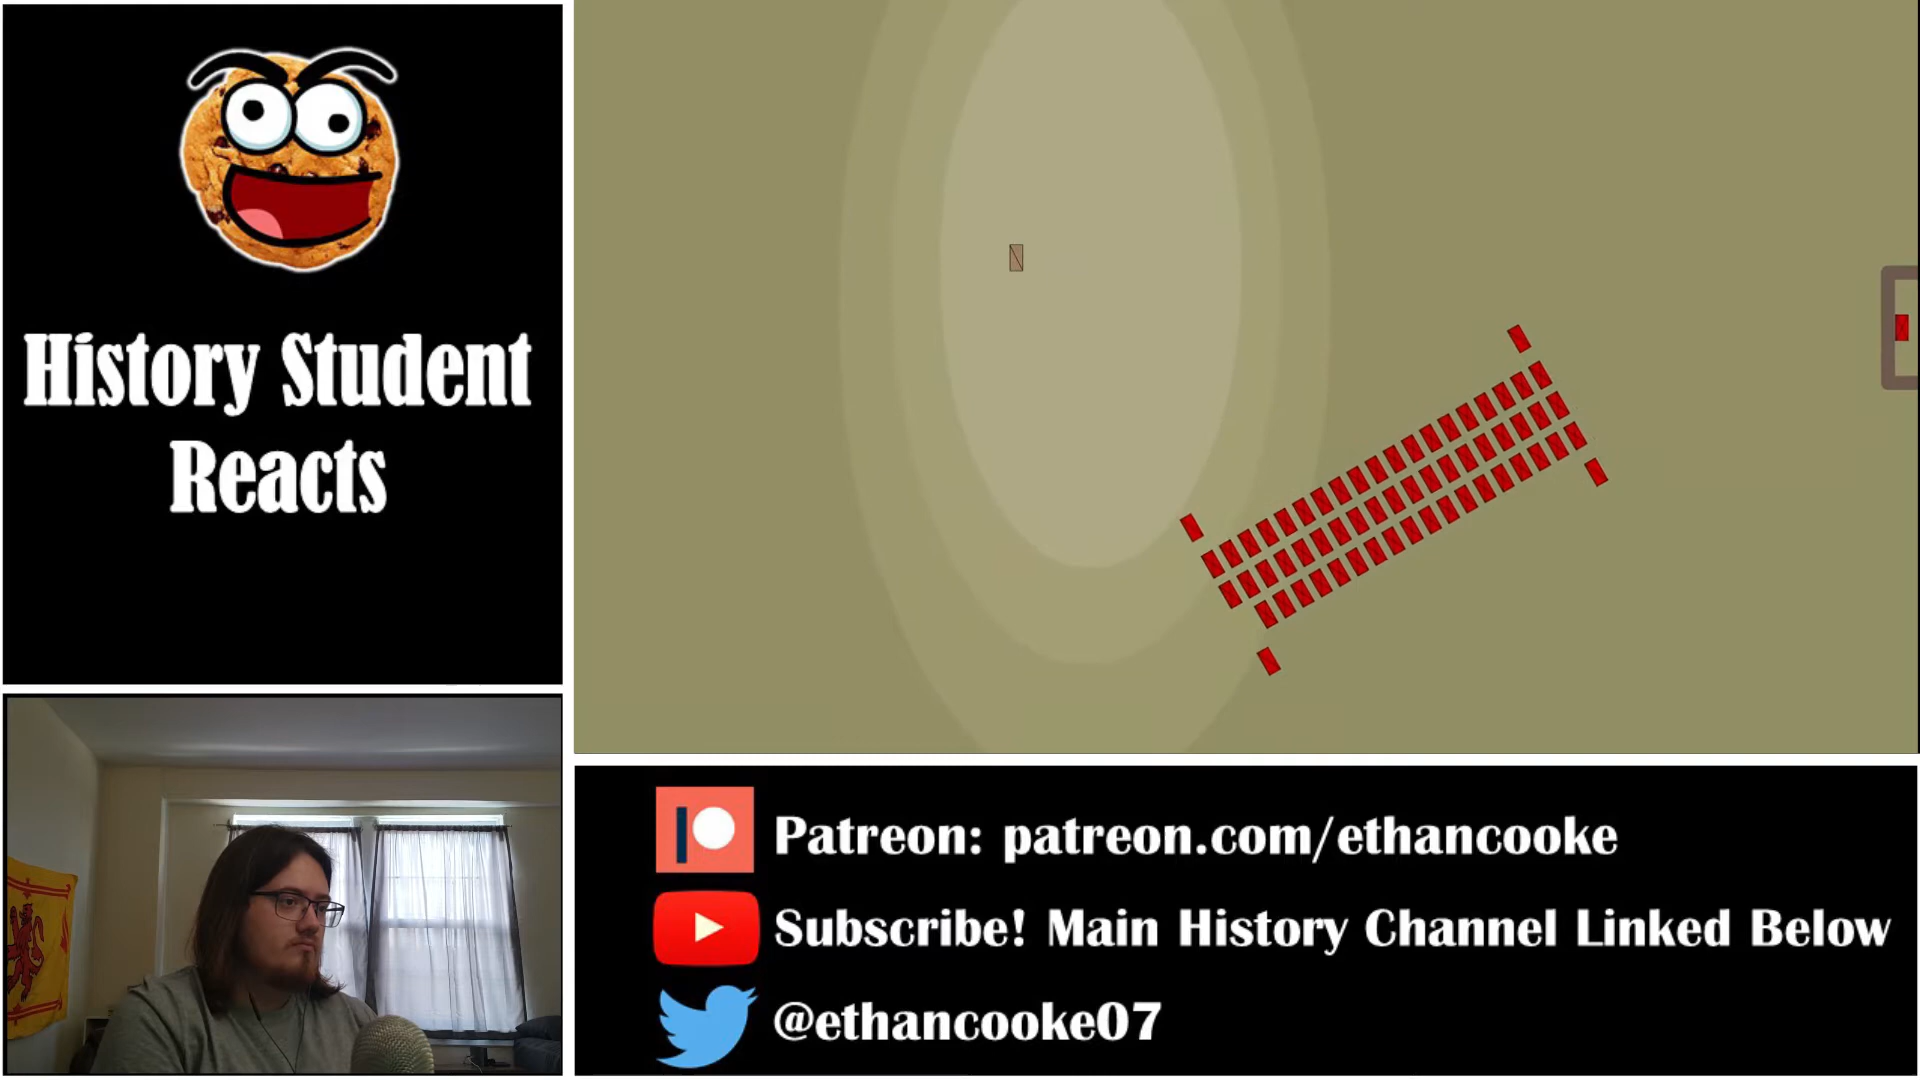 History Student
Reacts
Patreon: patreon.com/ethancooke
Subscribe! Main History Channel Linked Below
@ethancooke07